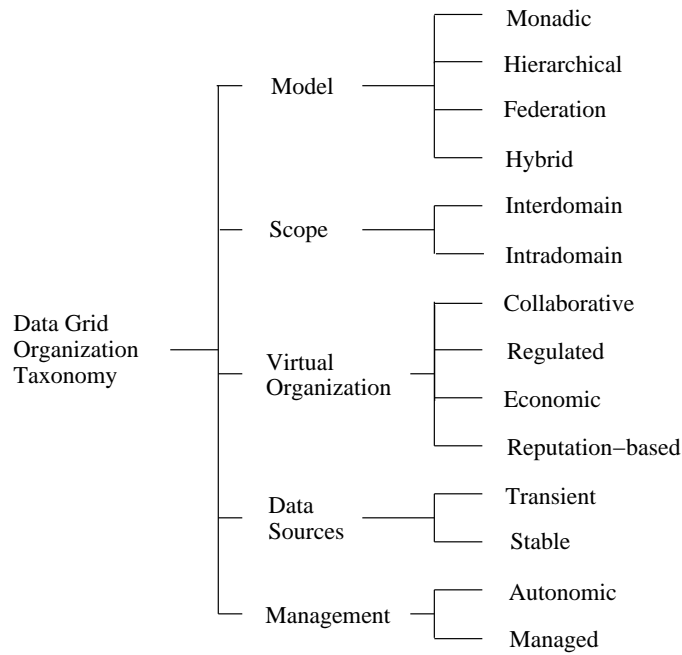 Data Grid
Organization
Taxonomy
Model
Monadic
Hierarchical
Federation
Hybrid
Scope
Interdomain
Intradomain
Virtual
Organization
Collaborative
Regulated
Economic
Reputation−based
Data
Sources
Transient
Stable
Management
Autonomic
Managed